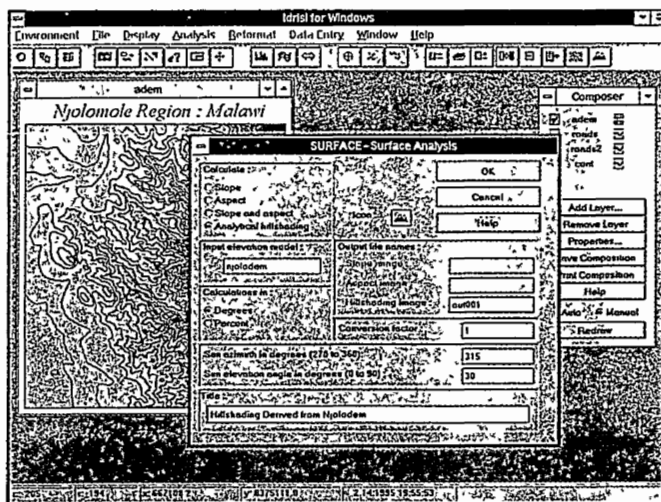 Idrisi for Windows
Environment File Display Analysis Reformat Data Entry Window Help
adem
Njolomole Region : Malawi
Composer
adem
roads
roads2
cont
Add Layer...
Remove Layer
Properties...
Composition
Composition
Help
Auto Manual
Redraw
SURFACE - Surface Analysis
Calculate :
Slope
Aspect
Slope and aspect
Analytical hillshading
Icon
OK
Cancel
Help
Input elevation model :
njolodem
Output file names
Slope image
Aspect image
Hillshading image out001
Calculations in
Degrees
Percent
Conversion factor 1
Sun azimuth in degrees (270 to 360) 315
Sun elevation angle in degrees (0 to 90) 30
Title :
Hillshading Derived from Njolodem